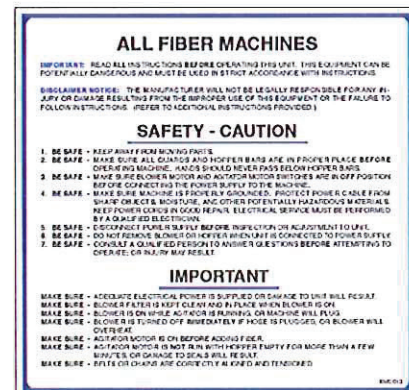 ALL FIBER MACHINES
IMPORTANT: READ ALL INSTRUCTIONS BEFORE OPERATING THIS UNIT. THIS EQUIPMENT CAN BE
POTENTIALLY DANGEROUS AND MUST BE USED IN STRICT ACCORDANCE WITH INSTRUCTIONS.
DISCLAIMER NOTICE: THE MANUFACTURER WILL NOT BE LEGALLY RESPONSIBLE FOR ANY IN-
JURY OR DAMAGE RESULTING FROM THE IMPROPER USE OF THIS EQUIPMENT OR THE FAILURE TO
FOLLOW INSTRUCTIONS. (REFER TO ADDITIONAL INSTRUCTIONS PROVIDED)
SAFETY - CAUTION
1. BE SAFE - KEEP AWAY FROM MOVING PARTS.
2. BE SAFE - MAKE SURE ALL GUARDS AND HOPPER BARS ARE IN PROPER PLACE BEFORE
OPERATING MACHINE. HANDS SHOULD NEVER PASS BELOW HOPPER BARS.
3. BE SAFE - MAKE SURE BLOWER MOTOR AND AGITATOR MOTOR SWITCHES ARE IN OFF POSITION
BEFORE CONNECTING THE POWER SUPPLY TO THE MACHINE.
4. BE SAFE - MAKE SURE MACHINE IS PROPERLY GROUNDED. PROTECT POWER CABLE FROM
SHARP OBJECTS, MOISTURE, AND OTHER POTENTIALLY HAZARDOUS MATERIALS.
KEEP POWER CORDS IN GOOD REPAIR. ELECTRICAL SERVICE MUST BE PERFORMED
BY A QUALIFIED ELECTRICIAN.
5. BE SAFE - DISCONNECT POWER SUPPLY BEFORE INSPECTION OR ADJUSTMENT TO UNIT.
6. BE SAFE - DO NOT REMOVE BLOWER OR HOPPER WHEN UNIT IS CONNECTED TO POWER SUPPLY
7. BE SAFE - CONSULT A QUALIFIED PERSON TO ANSWER QUESTIONS BEFORE ATTEMPTING TO
OPERATE; OR INJURY MAY RESULT.
IMPORTANT
MAKE SURE - ADEQUATE ELECTRICAL POWER IS SUPPLIED OR DAMAGE TO UNIT WILL RESULT.
MAKE SURE - BLOWER FILTER IS KEPT CLEAN AND IN PLACE WHEN BLOWER IS ON.
MAKE SURE - BLOWER IS ON WHILE AGITATOR IS RUNNING, OR MACHINE WILL PLUG.
MAKE SURE - BLOWER IS TURNED OFF IMMEDIATELY IF HOSE IS PLUGGED, OR BLOWER WILL
OVERHEAT.
MAKE SURE - AGITATOR MOTOR IS ON BEFORE ADDING FIBER.
MAKE SURE - AGITATOR MOTOR IS NOT RUN WITH HOPPER EMPTY FOR MORE THAN A FEW
MINUTES, OR DAMAGE TO SEALS WILL RESULT.
MAKE SURE - BELTS OR CHAINS ARE CORRECTLY ALIGNED AND TENSIONED.